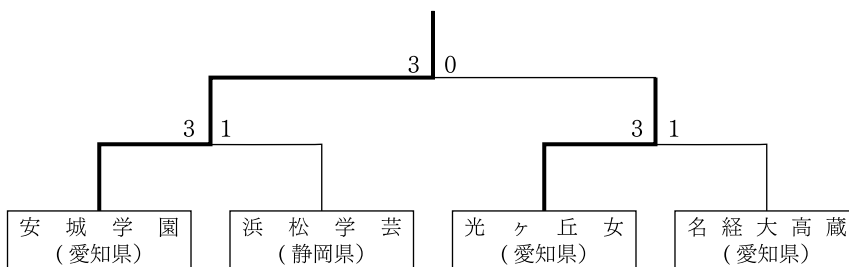 3 0
3 1 3 1
安城学園 浜松学芸 光ヶ丘女 名経大高蔵
(愛知県) (静岡県) (愛知県) (愛知県)